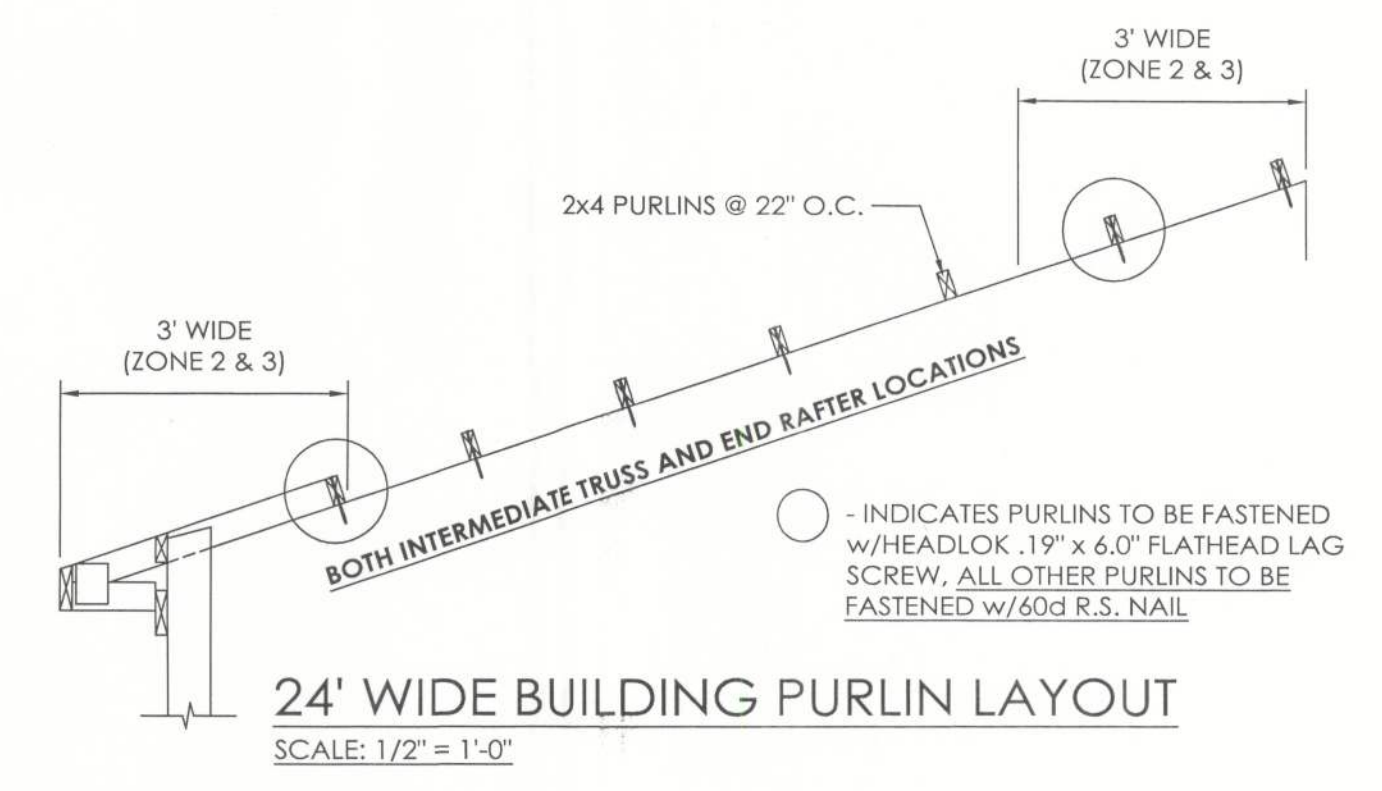 3' WIDE
(ZONE 2 & 3)
2x4 PURLINS @ 22" O.C.
3' WIDE
(ZONE 2 & 3)
BOTH INTERMEDIATE TRUSS AND END RAFTER LOCATIONS
- INDICATES PURLINS TO BE FASTENED
w/HEADLOK .19" x 6.0" FLATHEAD LAG
SCREW, ALL OTHER PURLINS TO BE
FASTENED w/60d R.S. NAIL
24' WIDE BUILDING PURLIN LAYOUT
SCALE: 1/2" = 1'-0"